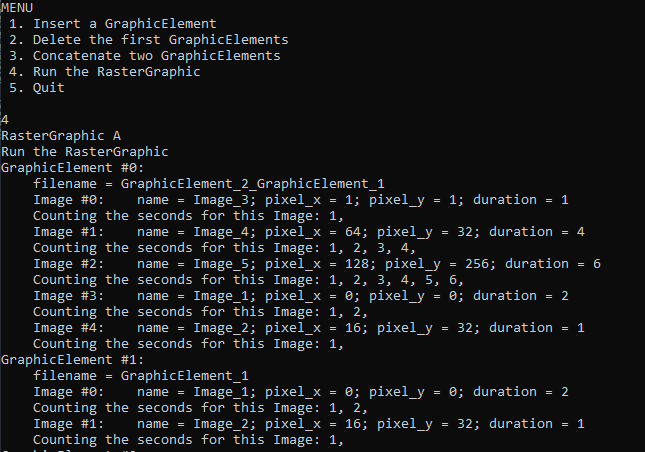 MENU
1. Insert a GraphicElement
2. Delete the first GraphicElements
3. Concatenate two GraphicElements
4. Run the RasterGraphic
5. Quit
4
RasterGraphic A
Run the RasterGraphic
GraphicElement #0:
filename = GraphicElement_2_GraphicElement_1
Image #0:    name = Image_3; pixel_x = 1; pixel_y = 1; duration = 1
Counting the seconds for this Image: 1,
Image #1:    name = Image_4; pixel_x = 64; pixel_y = 32; duration = 4
Counting the seconds for this Image: 1, 2, 3, 4,
Image #2:    name = Image_5; pixel_x = 128; pixel_y = 256; duration = 6
Counting the seconds for this Image: 1, 2, 3, 4, 5, 6,
Image #3:    name = Image_1; pixel_x = 0; pixel_y = 0; duration = 2
Counting the seconds for this Image: 1, 2,
Image #4:    name = Image_2; pixel_x = 16; pixel_y = 32; duration = 1
Counting the seconds for this Image: 1,
GraphicElement #1:
filename = GraphicElement_1
Image #0:    name = Image_1; pixel_x = 0; pixel_y = 0; duration = 2
Counting the seconds for this Image: 1, 2,
Image #1:    name = Image_2; pixel_x = 16; pixel_y = 32; duration = 1
Counting the seconds for this Image: 1,